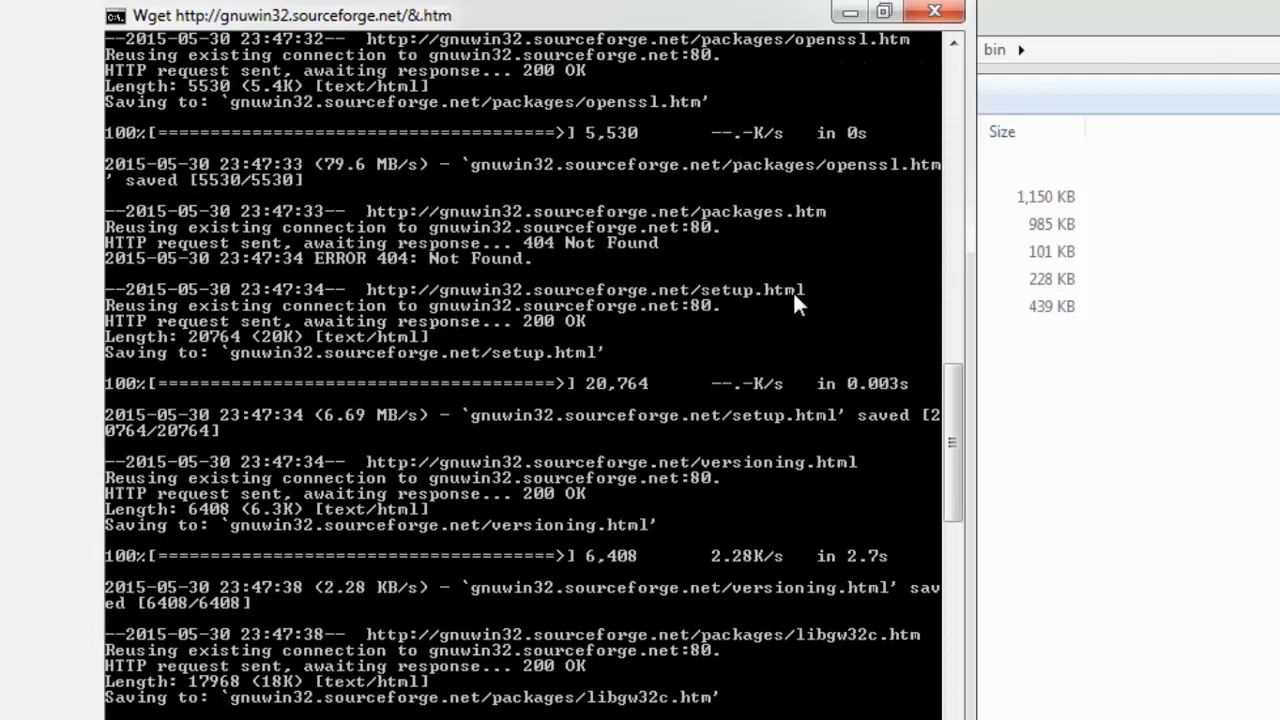 Wget http://gnuwin32.sourceforge.net/&.htm
--2015-05-30 23:47:32--  http://gnuwin32.sourceforge.net/packages/openssl.htm
Reusing existing connection to gnuwin32.sourceforge.net:80.
HTTP request sent, awaiting response... 200 OK
Length: 5530 (5.4K) [text/html]
Saving to: `gnuwin32.sourceforge.net/packages/openssl.htm'
100%[======================================>] 5,530       --.-K/s   in 0s
2015-05-30 23:47:33 (79.6 MB/s) - `gnuwin32.sourceforge.net/packages/openssl.htm
' saved [5530/5530]
--2015-05-30 23:47:33--  http://gnuwin32.sourceforge.net/packages.htm
Reusing existing connection to gnuwin32.sourceforge.net:80.
HTTP request sent, awaiting response... 404 Not Found
2015-05-30 23:47:34 ERROR 404: Not Found.
--2015-05-30 23:47:34--  http://gnuwin32.sourceforge.net/setup.html
Reusing existing connection to gnuwin32.sourceforge.net:80.
HTTP request sent, awaiting response... 200 OK
Length: 20764 (20K) [text/html]
Saving to: `gnuwin32.sourceforge.net/setup.html'
100%[======================================>] 20,764      --.-K/s   in 0.003s
2015-05-30 23:47:34 (6.69 MB/s) - `gnuwin32.sourceforge.net/setup.html' saved [2
0764/20764]
--2015-05-30 23:47:34--  http://gnuwin32.sourceforge.net/versioning.html
Reusing existing connection to gnuwin32.sourceforge.net:80.
HTTP request sent, awaiting response... 200 OK
Length: 6408 (6.3K) [text/html]
Saving to: `gnuwin32.sourceforge.net/versioning.html'
100%[======================================>] 6,408       2.28K/s   in 2.7s
2015-05-30 23:47:38 (2.28 KB/s) - `gnuwin32.sourceforge.net/versioning.html' sav
ed [6408/6408]
--2015-05-30 23:47:38--  http://gnuwin32.sourceforge.net/packages/libgw32c.htm
Reusing existing connection to gnuwin32.sourceforge.net:80.
HTTP request sent, awaiting response... 200 OK
Length: 17968 (18K) [text/html]
Saving to: `gnuwin32.sourceforge.net/packages/libgw32c.htm'
bin
Size
1,150 KB
985 KB
101 KB
228 KB
439 KB